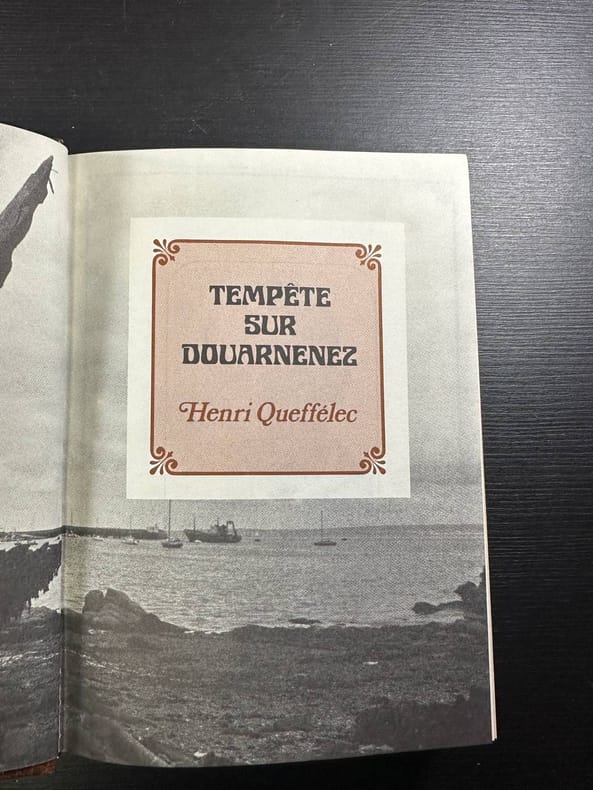 TEMPÊTE
SUR
DOUARNENEZ
Henri Queffélec